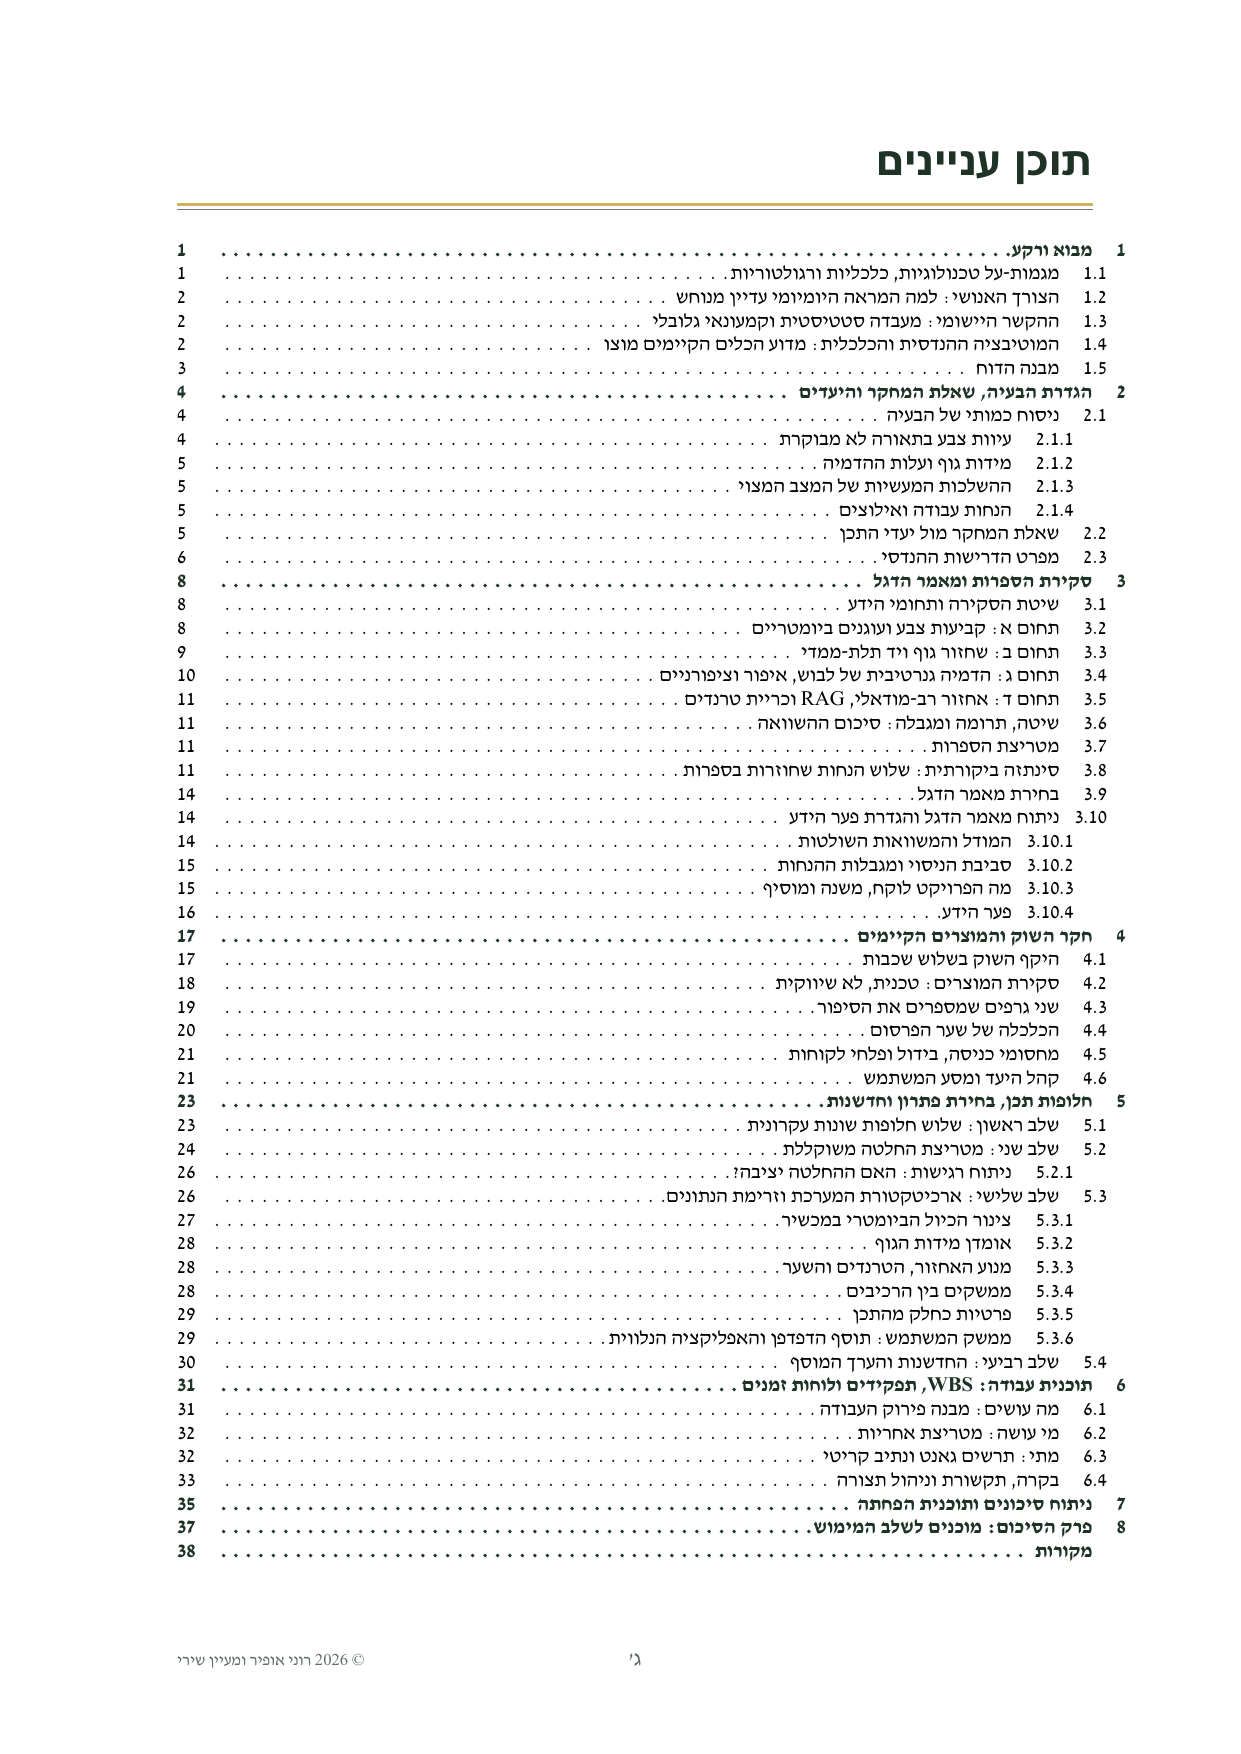 תוכן עניינים
1 מבוא ורקע. . . . . . . . . . . . . . . . . . . . 1
1.1 מגמות-על טכנולוגיות, כלכליות ורגולטוריות . . . . . . . . . . 1
1.2 הצורך האנושי: למה המראה היומיומי עדיין מנוחש . . . . . . . . . . 2
1.3 ההקשר היישומי: מעבדה סטטיסטית וקמעונאי גלובלי . . . . . . . . . . 2
1.4 המוטיבציה ההנדסית והכלכלית: מדוע הכלים הקיימים מוצו . . . . . . . . . . 2
1.5 מבנה הדוח . . . . . . . . . . 3
2 הגדרת הבעיה, שאלת המחקר והיעדים . . . . . . . . . . 4
2.1 ניסוח כמותי של הבעיה . . . . . . . . . . 4
2.1.1 עיוות צבע בתאורה לא מבוקרת . . . . . . . . . . 4
2.1.2 מידות גוף ועלות ההדמיה . . . . . . . . . . 5
2.1.3 ההשלכות המעשיות של המצב המצוי . . . . . . . . . . 5
2.1.4 הנחות עבודה ואילוצים . . . . . . . . . . 5
2.2 שאלת המחקר מול יעדי התכן . . . . . . . . . . 5
2.3 מפרט הדרישות ההנדסי . . . . . . . . . . 6
3 סקירת הספרות ומאמר הדגל . . . . . . . . . . 8
3.1 שיטת הסקירה ותחומי הידע . . . . . . . . . . 8
3.2 תחום א: קביעות צבע ועוגנים ביומטריים . . . . . . . . . . 8
3.3 תחום ב: שחזור גוף ויד תלת-ממדי . . . . . . . . . . 9
3.4 תחום ג: הדמיה גנרטיבית של לבוש, איפור וציפורניים . . . . . . . . . . 10
3.5 תחום ד: אחזור רב-מודאלי, RAG וכריית טרנדים . . . . . . . . . . 11
3.6 שיטה, תרומה ומגבלה: סיכום ההשוואה . . . . . . . . . . 11
3.7 מטריצת הספרות . . . . . . . . . . 11
3.8 סינתזה ביקורתית: שלוש הנחות שחוזרות בספרות . . . . . . . . . . 11
3.9 בחירת מאמר הדגל . . . . . . . . . . 14
3.10 ניתוח מאמר הדגל והגדרת פער הידע . . . . . . . . . . 14
3.10.1 המודל והמשוואות השולטות . . . . . . . . . . 14
3.10.2 סביבת הניסוי ומגבלות ההנחות . . . . . . . . . . 15
3.10.3 מה הפרויקט לוקח, משנה ומוסיף . . . . . . . . . . 15
3.10.4 פער הידע. . . . . . . . . . 16
4 חקר השוק והמוצרים הקיימים . . . . . . . . . . 17
4.1 היקף השוק בשלוש שכבות . . . . . . . . . . 17
4.2 סקירת המוצרים: טכנית, לא שיווקית . . . . . . . . . . 18
4.3 שני גרפים שמספרים את הסיפור . . . . . . . . . . 19
4.4 הכלכלה של שער הפרסום . . . . . . . . . . 20
4.5 מחסומי כניסה, בידול ופלחי לקוחות . . . . . . . . . . 21
4.6 קהל היעד ומסע המשתמש . . . . . . . . . . 21
5 חלופות תכן, בחירת פתרון וחדשנות . . . . . . . . . . 23
5.1 שלב ראשון: שלוש חלופות שונות עקרונית . . . . . . . . . . 23
5.2 שלב שני: מטריצת החלטה משוקללת . . . . . . . . . . 24
5.2.1 ניתוח רגישות: האם ההחלטה יציבה? . . . . . . . . . . 26
5.3 שלב שלישי: ארכיטקטורת המערכת וזרימת הנתונים . . . . . . . . . . 26
5.3.1 צינור הכיול הביומטרי במכשיר . . . . . . . . . . 27
5.3.2 אומדן מידות הגוף . . . . . . . . . . 28
5.3.3 מנוע האחזור, הטרנדים והשער . . . . . . . . . . 28
5.3.4 ממשקים בין הרכיבים . . . . . . . . . . 28
5.3.5 פרטיות כחלק מהתכן . . . . . . . . . . 29
5.3.6 ממשק המשתמש: תוסף הדפדפן והאפליקציה הנלווית . . . . . . . . . . 29
5.4 שלב רביעי: החדשנות והערך המוסף . . . . . . . . . . 30
6 תוכנית עבודה: WBS, תפקידים ולוחות זמנים . . . . . . . . . . 31
6.1 מה עושים: מבנה פירוק העבודה . . . . . . . . . . 31
6.2 מי עושה: מטריצת אחריות . . . . . . . . . . 32
6.3 מתי: תרשים גאנט ונתיב קריטי . . . . . . . . . . 32
6.4 בקרה, תקשורת וניהול תצורה . . . . . . . . . . 33
7 ניתוח סיכונים ותוכנית הפחתה . . . . . . . . . . 35
8 פרק הסיכום: מוכנים לשלב המימוש . . . . . . . . . . 37
מקורות . . . . . . . . . . 38
ג'
© 2026 רוני אופיר ומעיין שירי